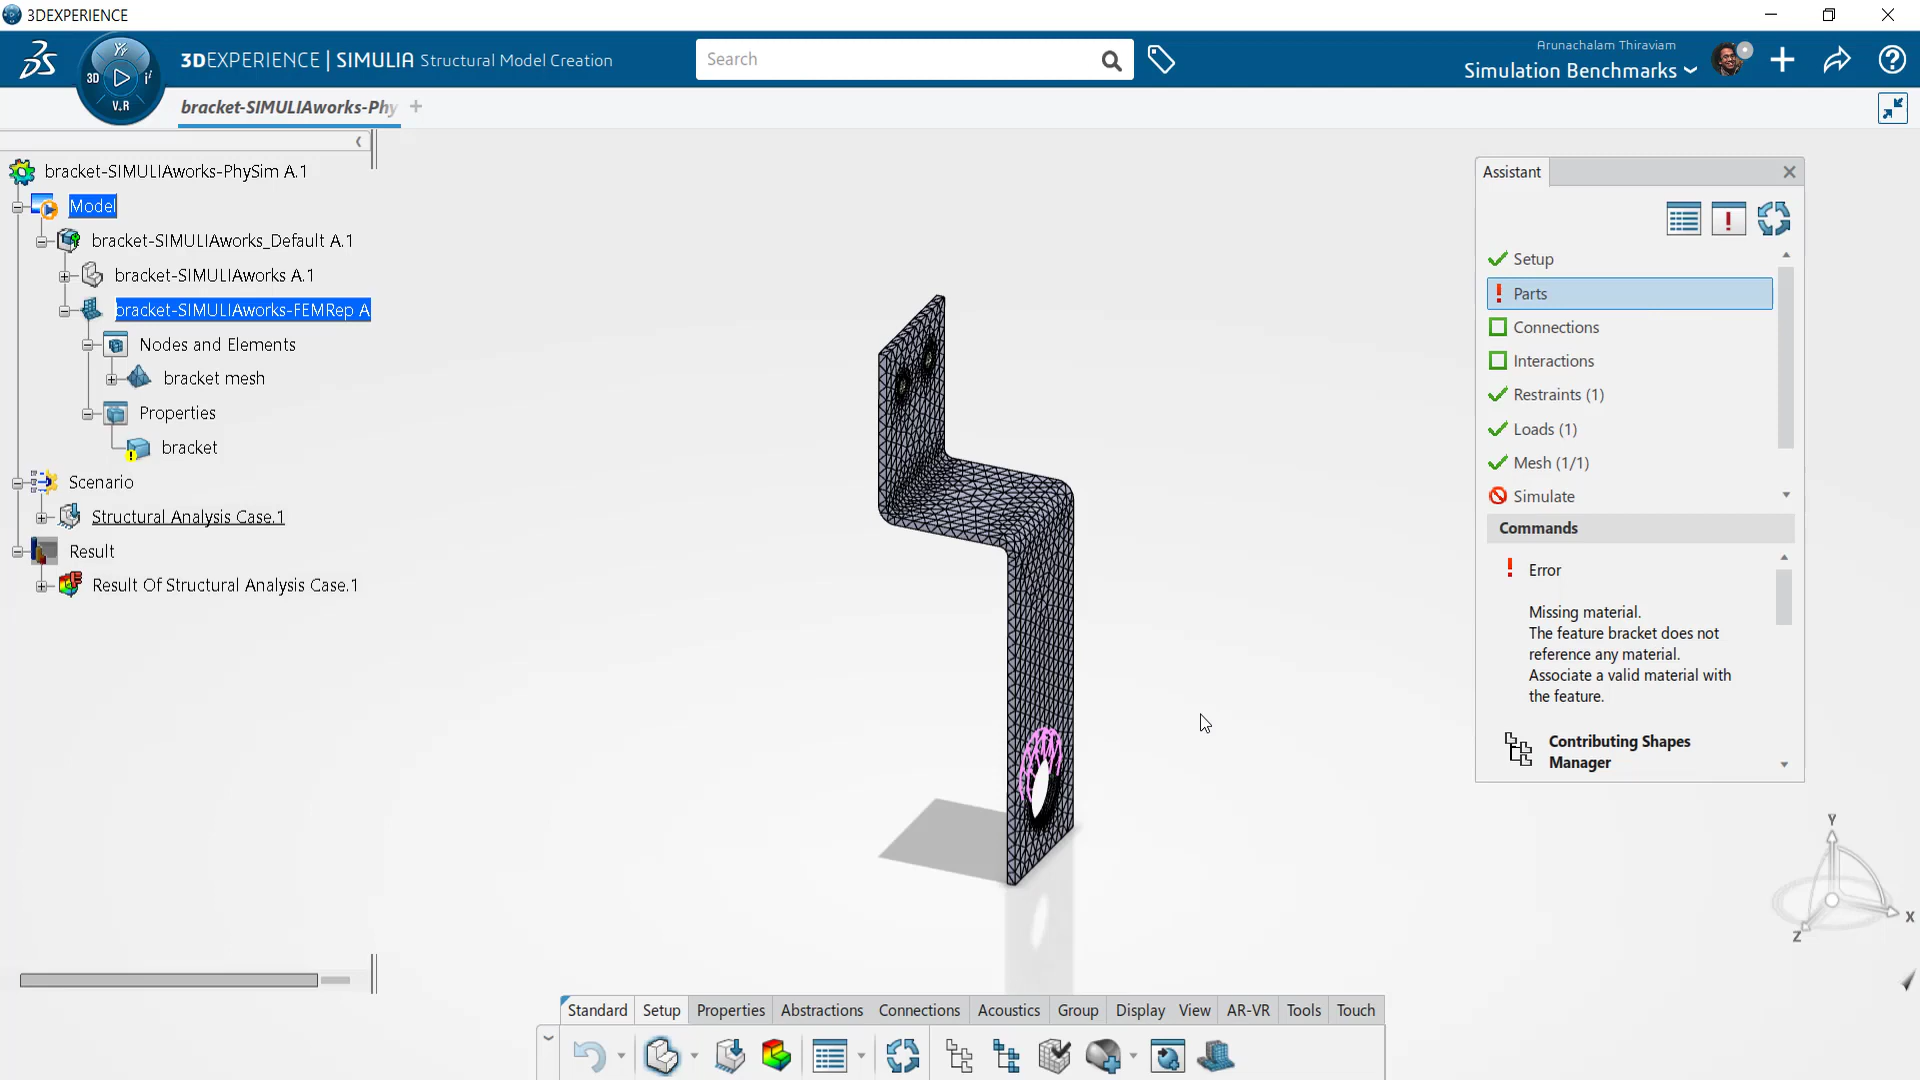 3DEXPERIENCE
3DEXPERIENCE | SIMULIA Structural Model Creation
Search
Arunachalam Thiraviam
Simulation Benchmarks
3D
V.R
bracket-SIMULIAworks-Phy
bracket-SIMULIAworks-PhySim A.1
Model
bracket-SIMULIAworks_Default A.1
bracket-SIMULIAworks A.1
bracket-SIMULIAworks-FEMRep A
Nodes and Elements
bracket mesh
Properties
bracket
Scenario
Structural Analysis Case.1
Result
Result Of Structural Analysis Case.1
Assistant
Setup
Parts
Connections
Interactions
Restraints (1)
Loads (1)
Mesh (1/1)
Simulate
Commands
Error
Missing material.
The feature bracket does not
reference any material.
Associate a valid material with
the feature.
Contributing Shapes
Manager
Y
X
Z
Standard Setup Properties Abstractions Connections Acoustics Group Display View AR-VR Tools Touch